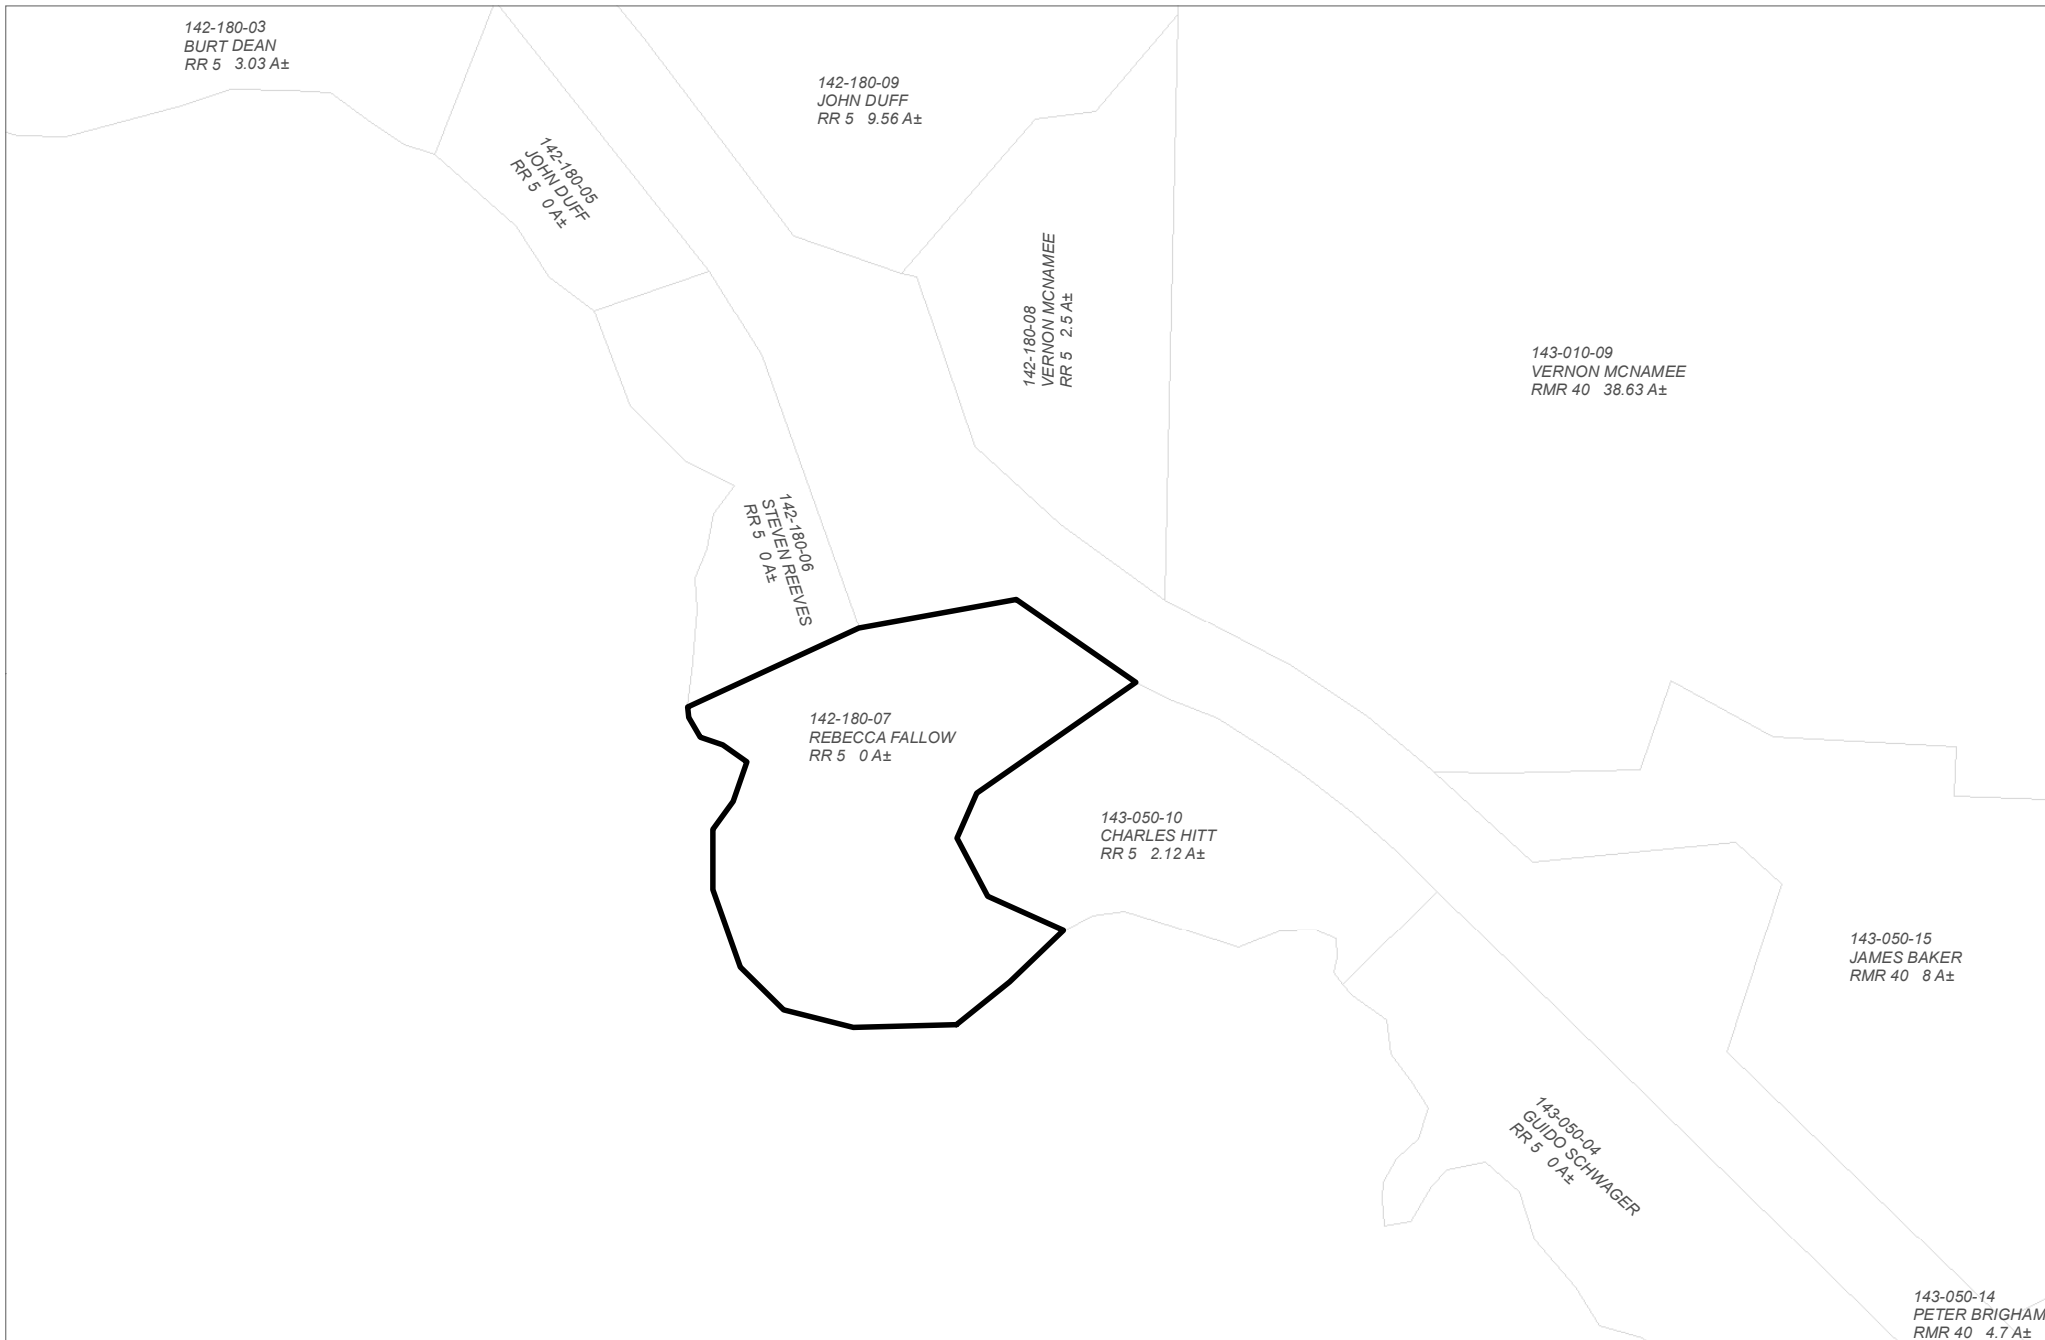 142-180-03
BURT DEAN
RR 5 3.03 A±
142-180-09
JOHN DUFF
RR 5 9.56 A±
142-180-05
JOHN DUFF
RR 5 0 A±
142-180-08
VERNON MCNAMEE
RR 5 2.5 A±
143-010-09
VERNON MCNAMEE
RMR 40 38.63 A±
142-180-06
STEVEN REEVES
RR 5 0 A±
142-180-07
REBECCA FALLOW
RR 5 0 A±
143-050-10
CHARLES HITT
RR 5 2.12 A±
143-050-15
JAMES BAKER
RMR 40 8 A±
143-050-04
GUIDO SCHWAGER
RR 5 0 A±
143-050-14
PETER BRIGHAM
RMR 40 4.7 A±